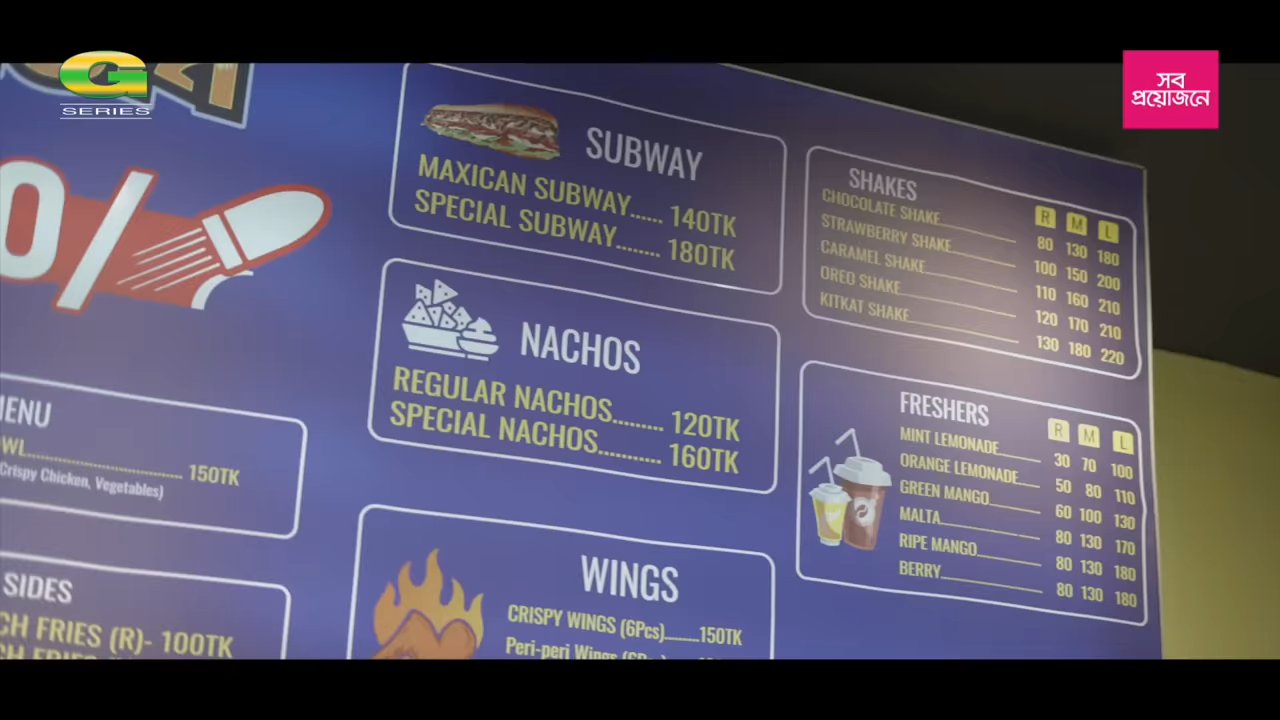 G
SERIES
সব
প্রয়োজনে
0/
SUBWAY
MAXICAN SUBWAY...... 140TK
SPECIAL SUBWAY....... 180TK
NACHOS
REGULAR NACHOS........ 120TK
SPECIAL NACHOS.......... 160TK
WINGS
CRISPY WINGS (6Pcs)........150TK
Peri-peri Wings
SHAKES R M L
CHOCOLATE SHAKE 80 130 180
STRAWBERRY SHAKE 100 150 200
CARAMEL SHAKE 110 160 210
OREO SHAKE 120 170 210
KITKAT SHAKE 130 180 220
FRESHERS R M L
MINT LEMONADE 30 70 100
ORANGE LEMONADE 50 80 110
GREEN MANGO 60 100 130
MALTA 80 130 170
RIPE MANGO 80 130 180
BERRY 80 130 180
ENU
WL 150TK
Crispy Chicken, Vegetables)
SIDES
CH FRIES (R)- 100TK